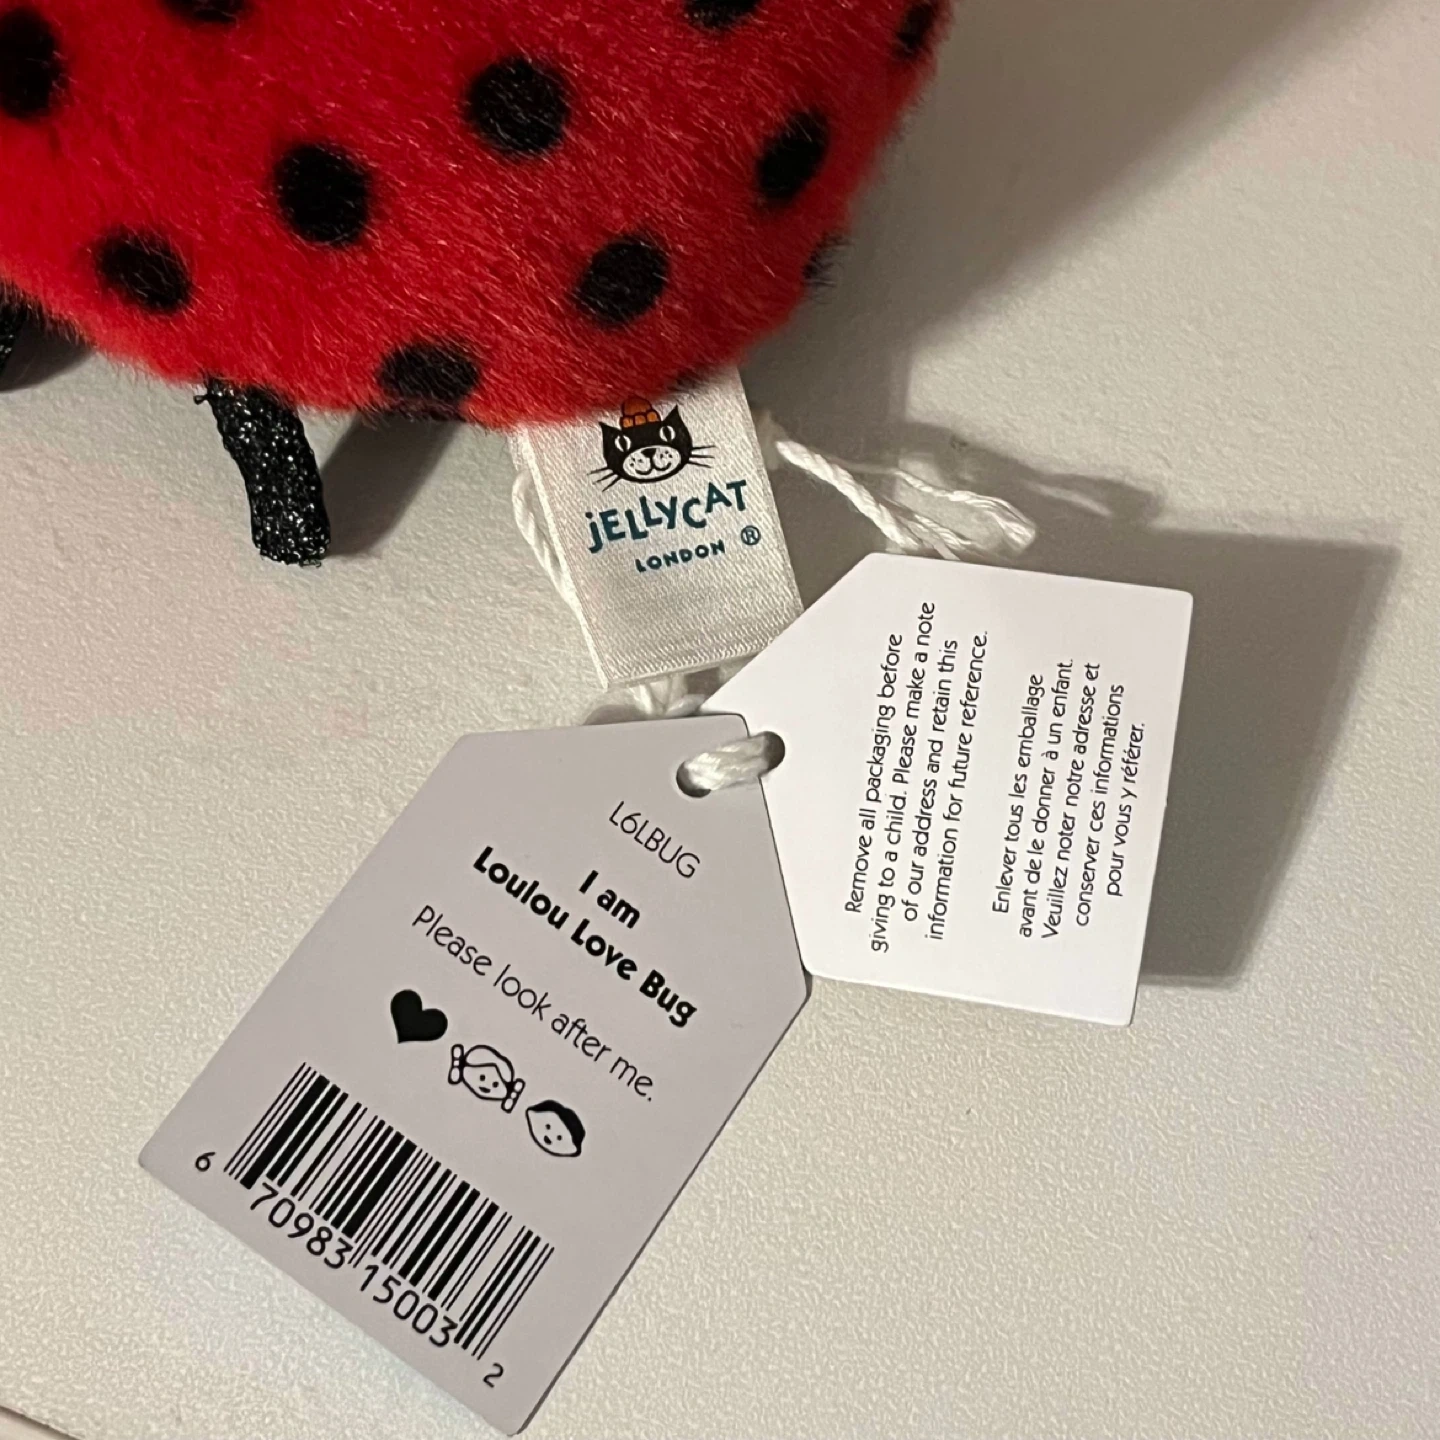 jELLYCAT
LONDON ®
L6LBUG
I am
Loulou Love Bug
Please look after me.
6 70983 15003 2
Remove all packaging before
giving to a child. Please make a note
of our address and retain this
information for future reference.
Enlever tous les emballage
avant de le donner à un enfant.
Veuillez noter notre adresse et
conserver ces informations
pour vous y référer.